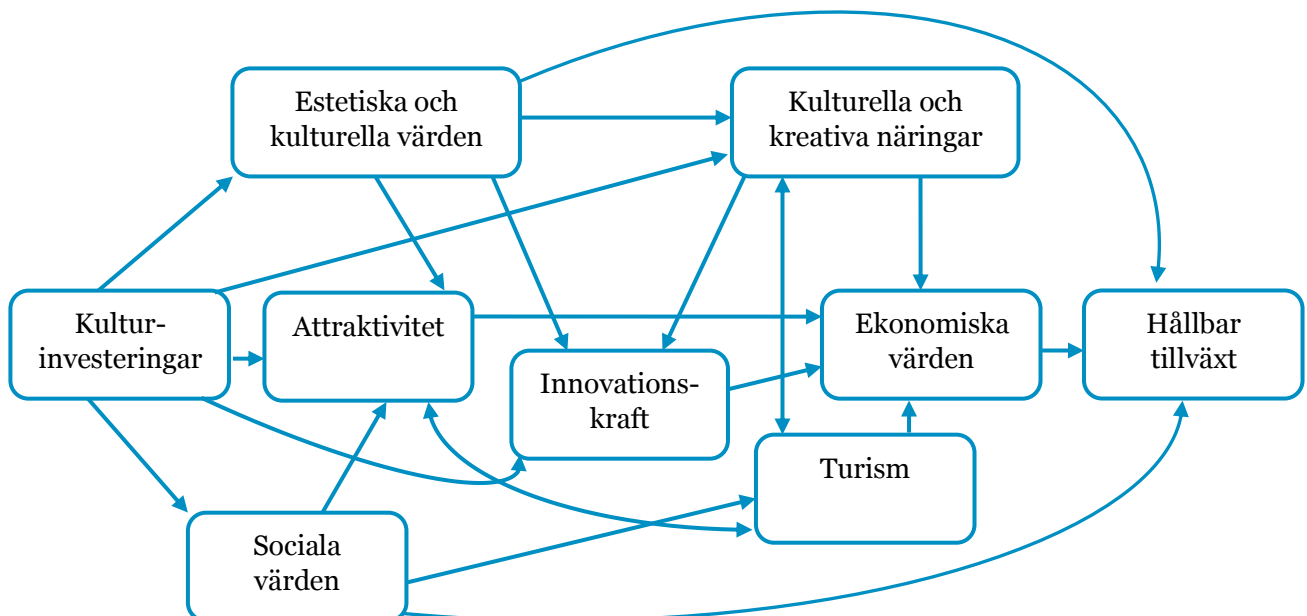 Estetiska och
kulturella värden
Kulturella och
kreativa näringar
Kultur-
investeringar
Attraktivitet
Innovations-
kraft
Ekonomiska
värden
Hållbar
tillväxt
Turism
Sociala
värden